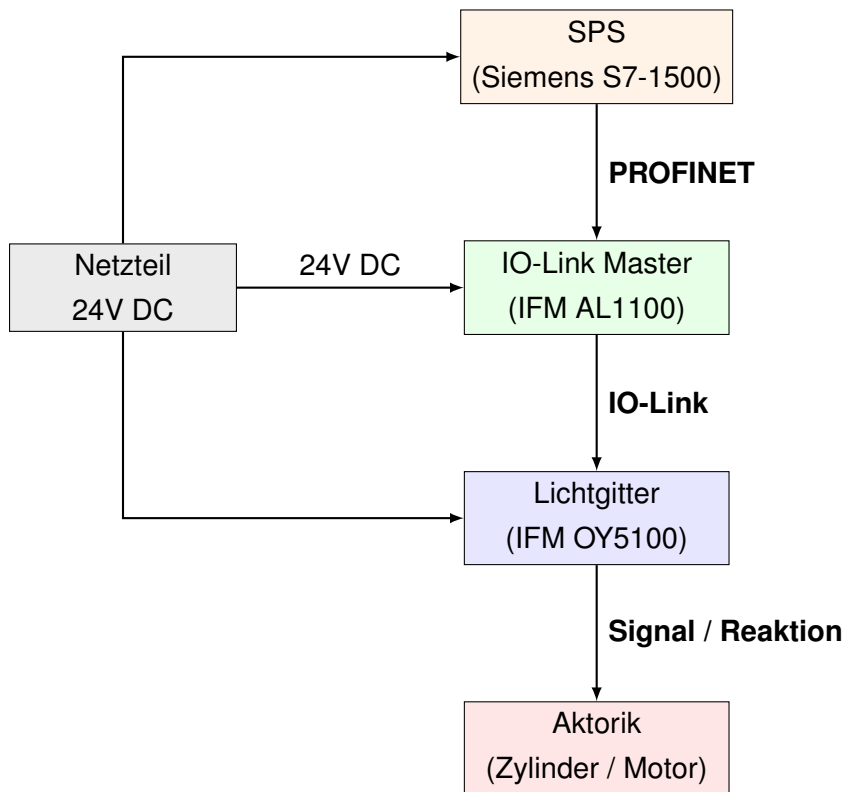 SPS
(Siemens S7-1500)
PROFINET
Netzteil
24V DC
24V DC
IO-Link Master
(IFM AL1100)
IO-Link
Lichtgitter
(IFM OY5100)
Signal / Reaktion
Aktorik
(Zylinder / Motor)